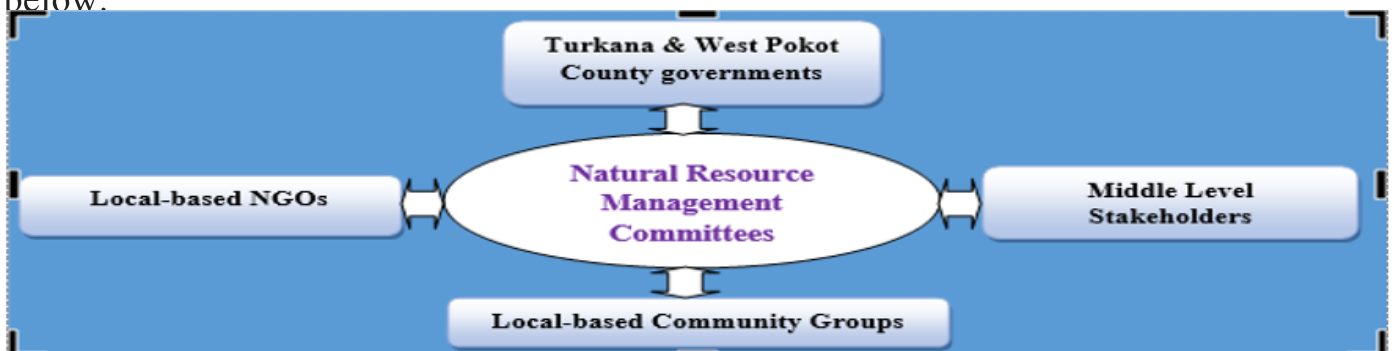 below.
Turkana & West Pokot
County governments
Natural Resource
Management
Committees
Local-based NGOs
Middle Level
Stakeholders
Local-based Community Groups